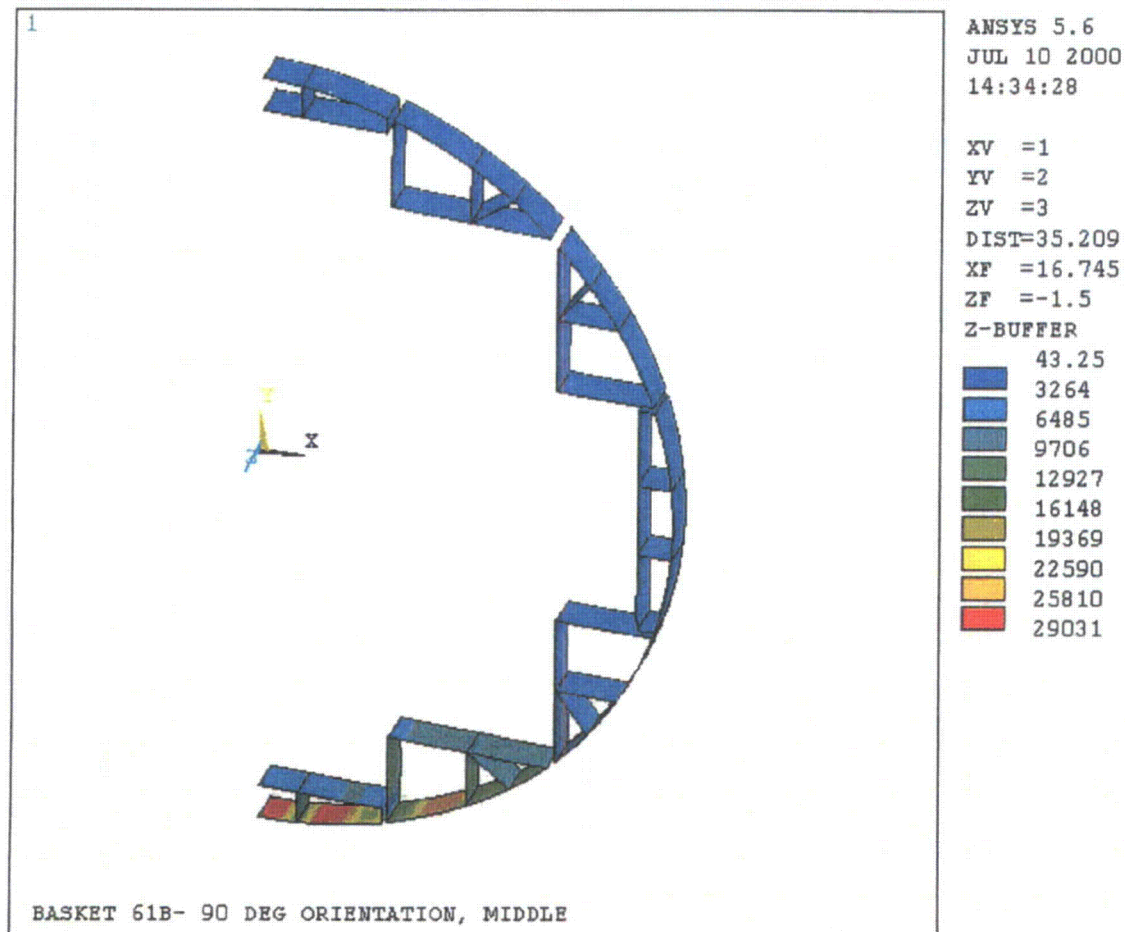 1
ANSYS 5.6
JUL 10 2000
14:34:28
XV =1
YV =2
ZV =3
DIST=35.209
XF =16.745
ZF =-1.5
Z-BUFFER
43.25
3264
6485
9706
12927
16148
19369
22590
25810
29031
Y
X
Z
BASKET 61B- 90 DEG ORIENTATION, MIDDLE